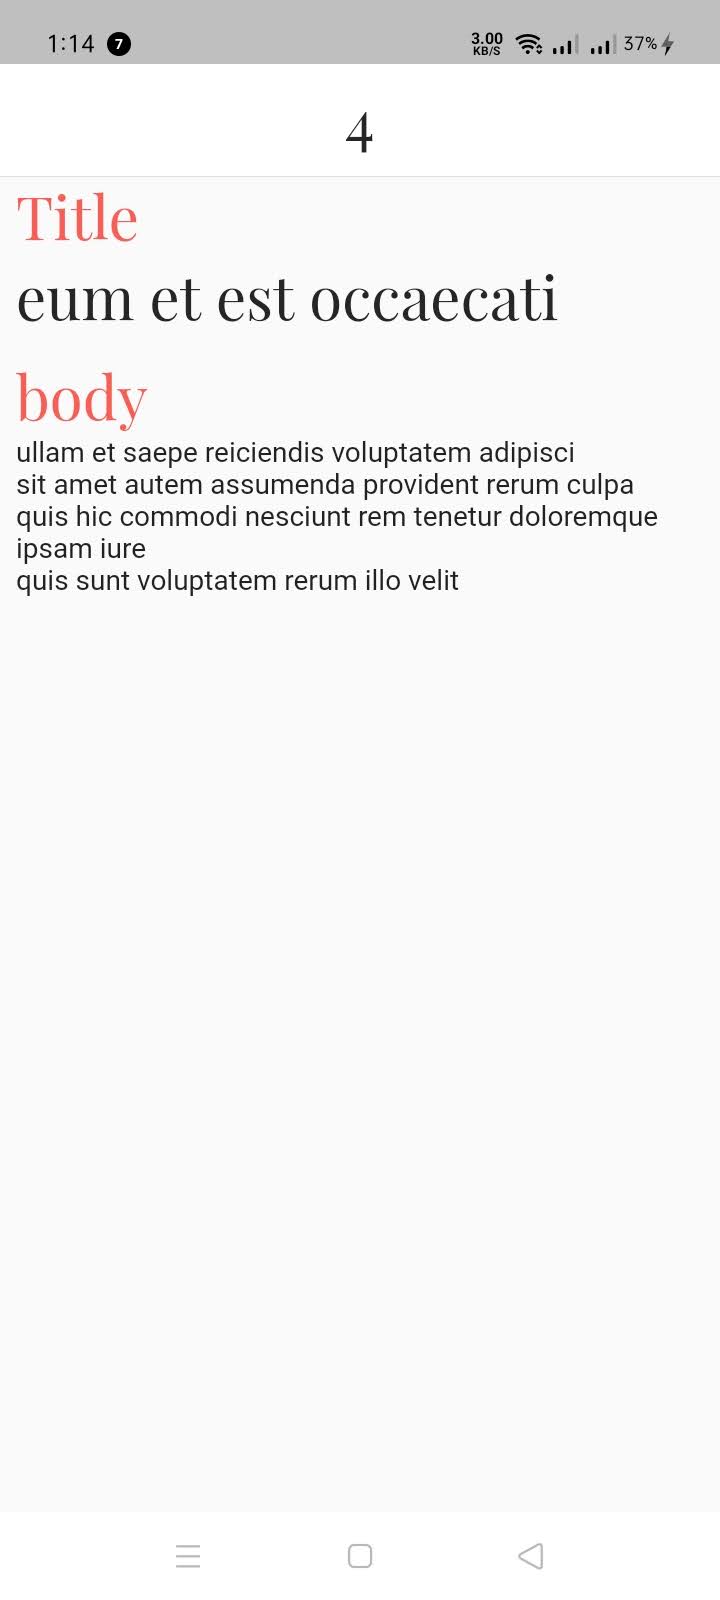 1:14 7 3.00 KB/S 37%
4
Title
eum et est occaecati
body
ullam et saepe reiciendis voluptatem adipisci
sit amet autem assumenda provident rerum culpa
quis hic commodi nesciunt rem tenetur doloremque
ipsam iure
quis sunt voluptatem rerum illo velit